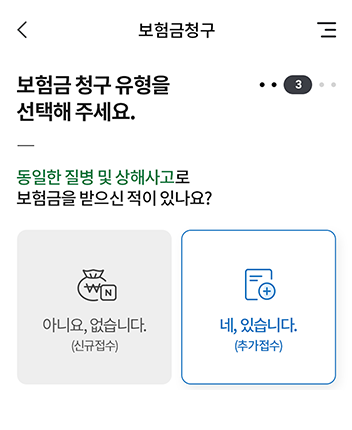 보험금청구
보험금 청구 유형을
선택해 주세요.
3
동일한 질병 및 상해사고로
보험금을 받으신 적이 있나요?
₩ N
아니요, 없습니다.
(신규접수)
네, 있습니다.
(추가접수)